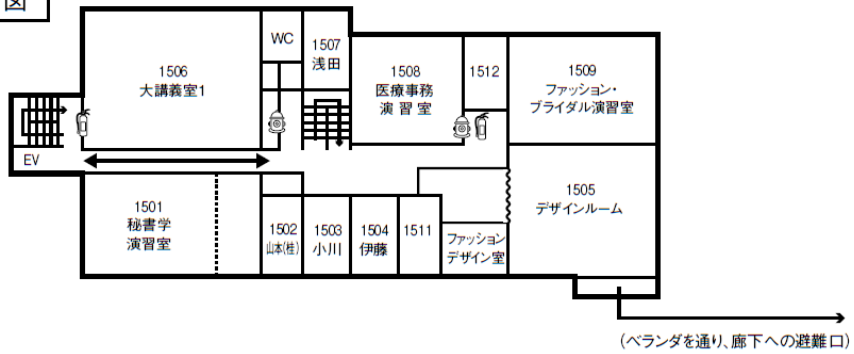 図
WC
1507
浅田
1506
大講義室1
1508
医療事務
演習室
1512
1509
ファッション・
ブライダル演習室
EV
1501
秘書学
演習室
1502
山本(桂)
1503
小川
1504
伊藤
1511
ファッション
デザイン室
1505
デザインルーム
(ベランダを通り、廊下への避難口)